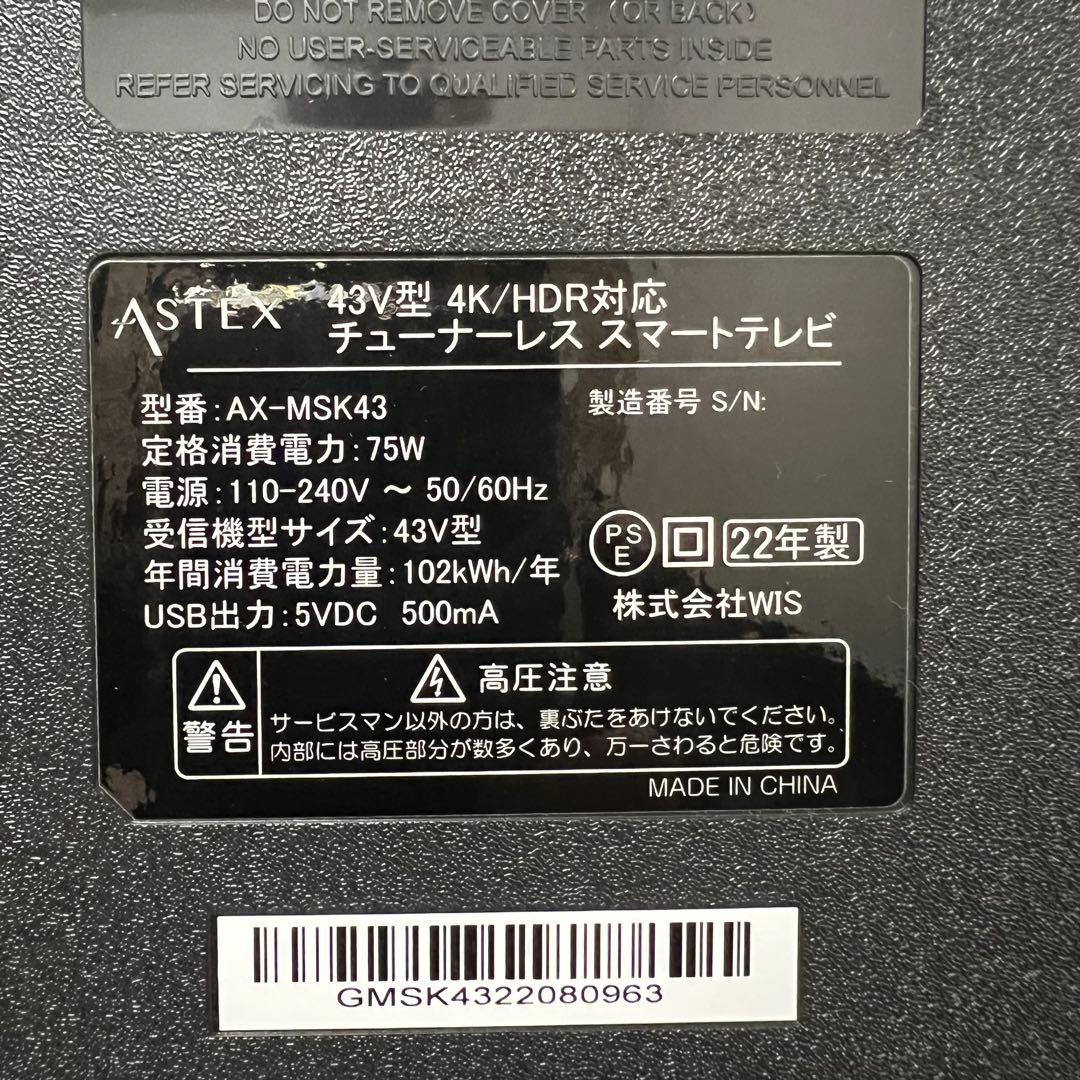 DO NOT REMOVE COVER (OR BACK)
NO USER-SERVICEABLE PARTS INSIDE
REFER SERVICING TO QUALIFIED SERVICE PERSONNEL
ASTEX
43V型 4K/HDR対応
チューナーレス スマートテレビ
型番:AX-MSK43
製造番号 S/N:
定格消費電力:75W
電源:110-240V ～ 50/60Hz
受信機型サイズ:43V型
年間消費電力量:102kWh/年
USB出力:5VDC 500mA
PSE
22年製
株式会社WIS
警告
高圧注意
サービスマン以外の方は、裏ぶたをあけないでください。
内部には高圧部分が数多くあり、万一さわると危険です。
MADE IN CHINA
GMSK4322080963